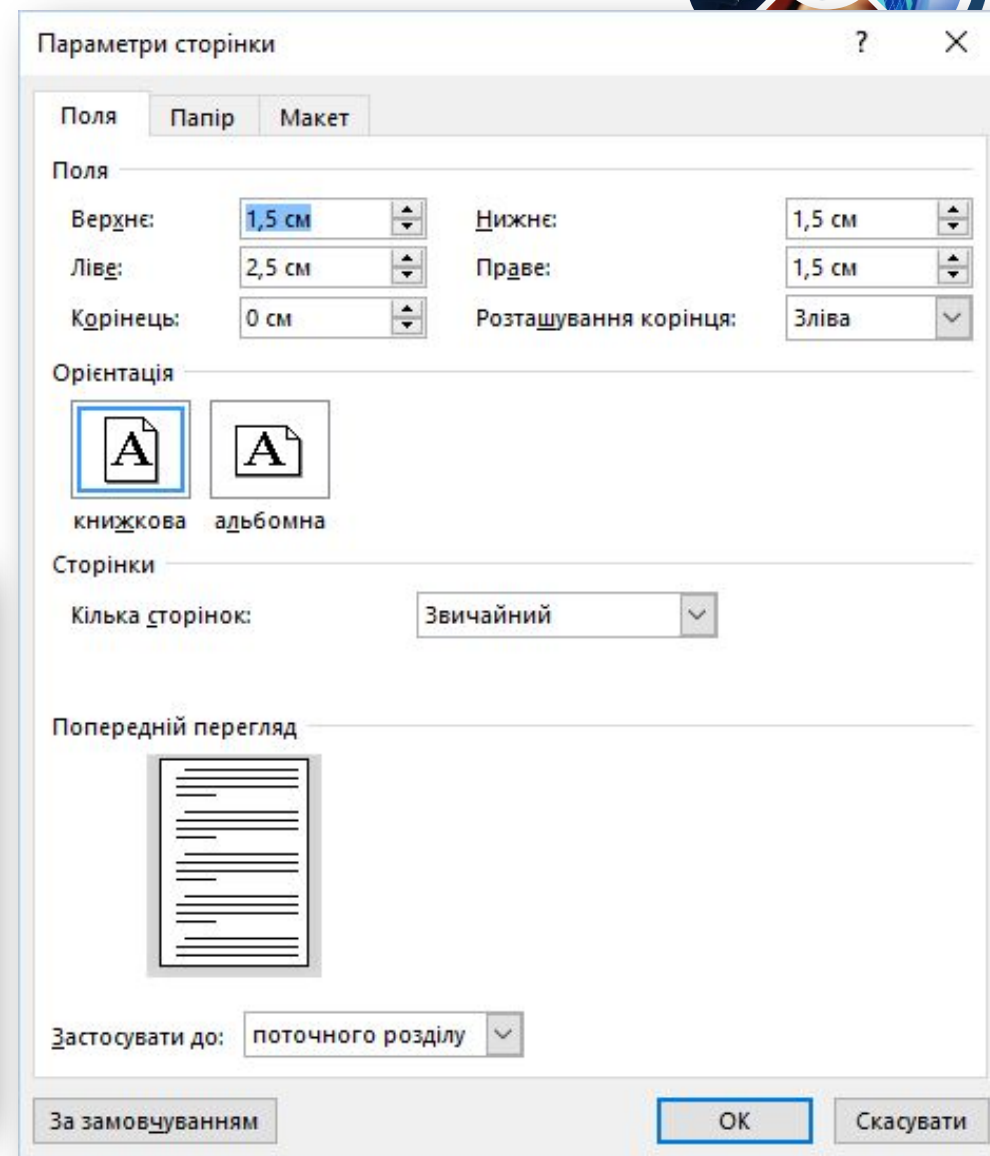 Параметри сторінки ? ×
Поля Папір Макет
Поля
Верхнє: 1,5 см Нижнє: 1,5 см
Ліве: 2,5 см Праве: 1,5 см
Корінець: 0 см Розташування корінця: Зліва
Орієнтація
A A
книжкова альбомна
Сторінки
Кілька сторінок: Звичайний
Попередній перегляд
Застосувати до: поточного розділу
За замовчуванням ОК Скасувати